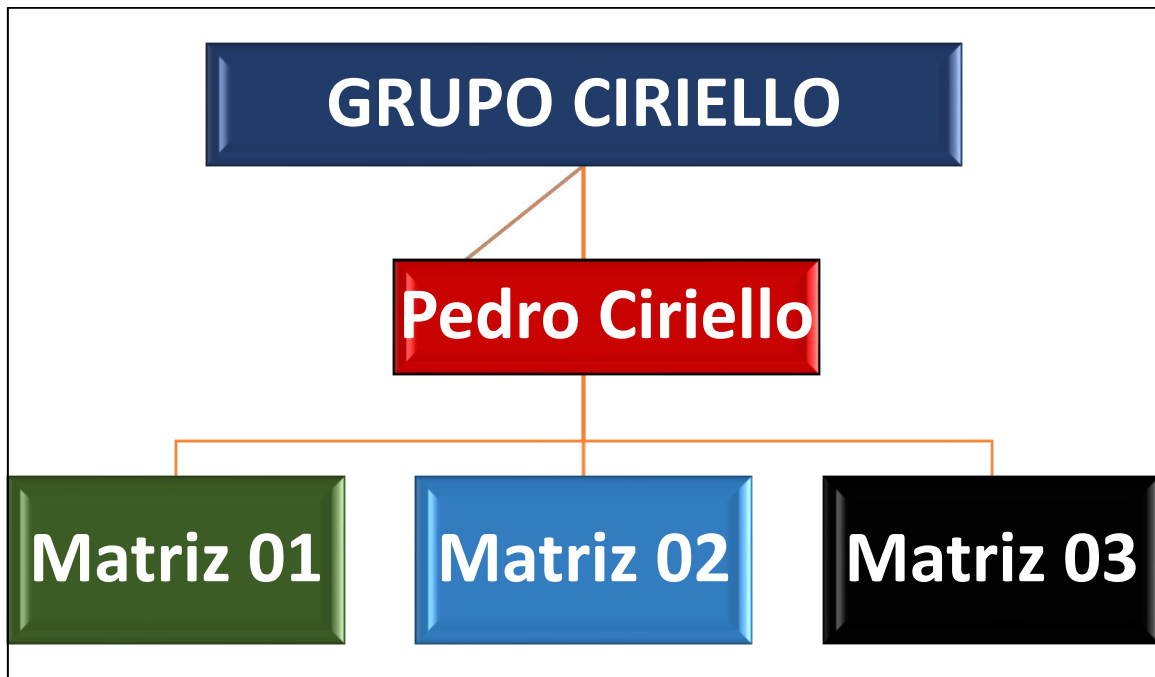 GRUPO CIRIELLO
Pedro Ciriello
Matriz 01
Matriz 02
Matriz 03